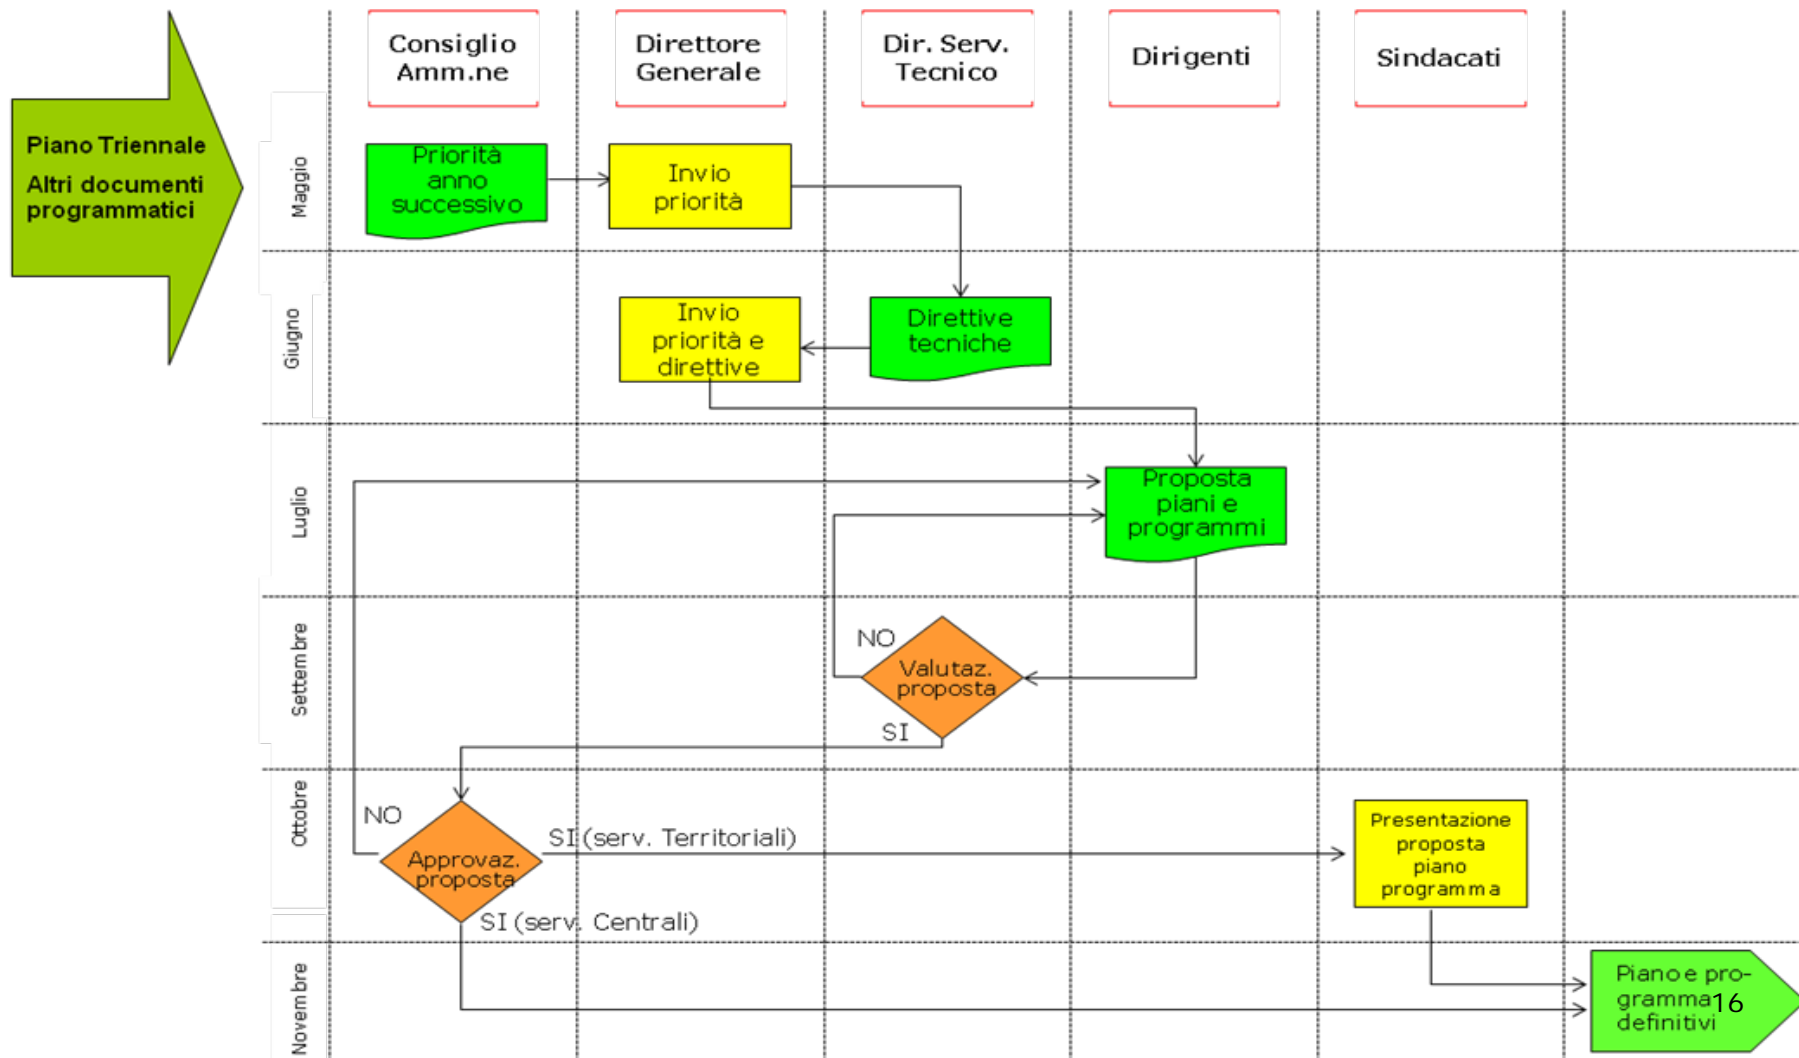 Consiglio
Amm.ne
Direttore
Generale
Dir. Serv.
Tecnico
Dirigenti
Sindacati
Piano Triennale
Altri documenti
programmatici
Maggio
Priorità
anno
successivo
Invio
priorità
Giugno
Invio
priorità e
direttive
Direttive
tecniche
Luglio
Proposta
piani e
programmi
Settembre
NO
Valutaz.
proposta
SI
Ottobre
NO
Approvaz.
proposta
SI (serv. Territoriali)
SI (serv. Centrali)
Presentazione
proposta
piano
programma
Novembre
Piano e pro-
gramma
definitivi
16